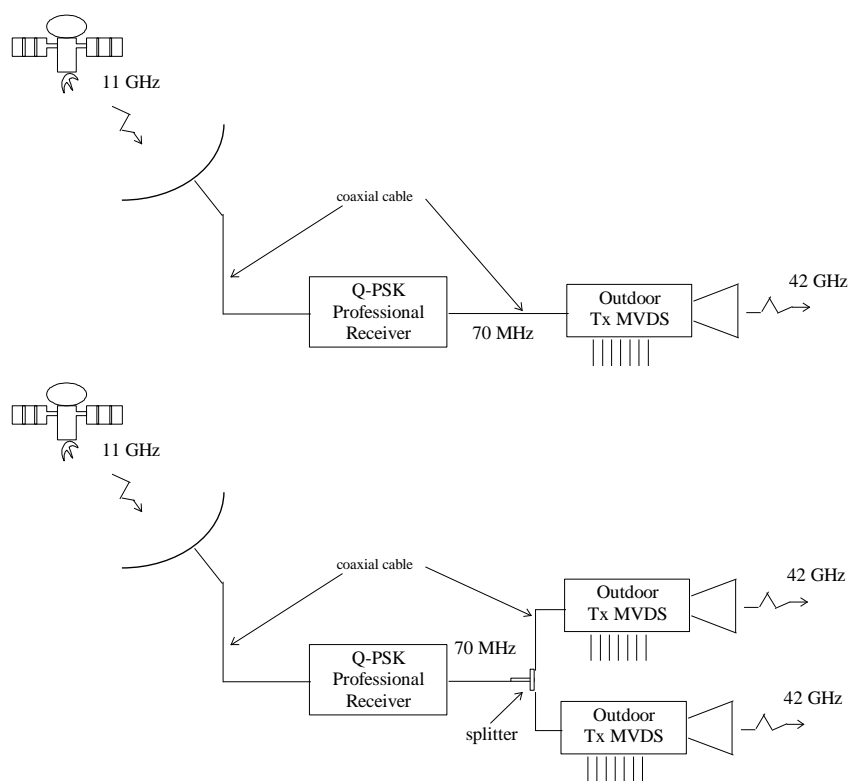 11 GHz
coaxial cable
42 GHz
Q-PSK
Professional
Receiver
70 MHz
Outdoor
Tx MVDS
11 GHz
coaxial cable
42 GHz
Outdoor
Tx MVDS
70 MHz
Q-PSK
Professional
Receiver
splitter
42 GHz
Outdoor
Tx MVDS